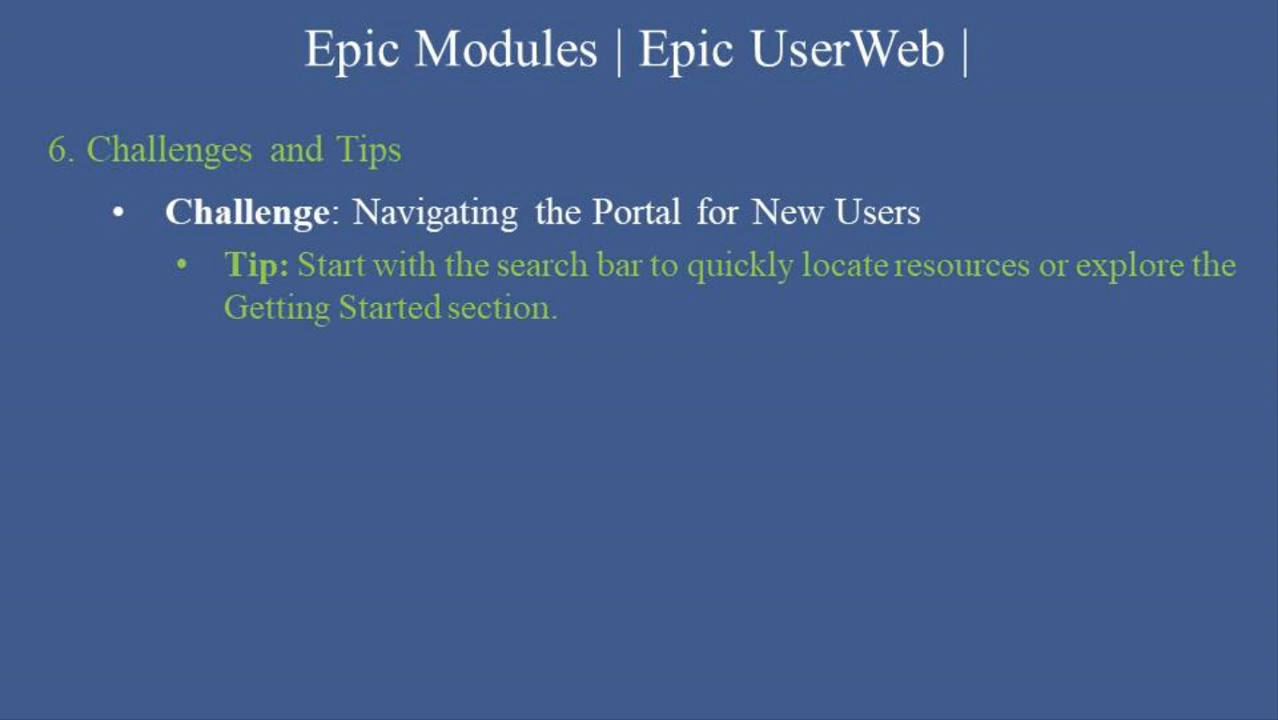 Epic Modules | Epic UserWeb |
6. Challenges and Tips
• Challenge: Navigating the Portal for New Users
• Tip: Start with the search bar to quickly locate resources or explore the
Getting Started section.